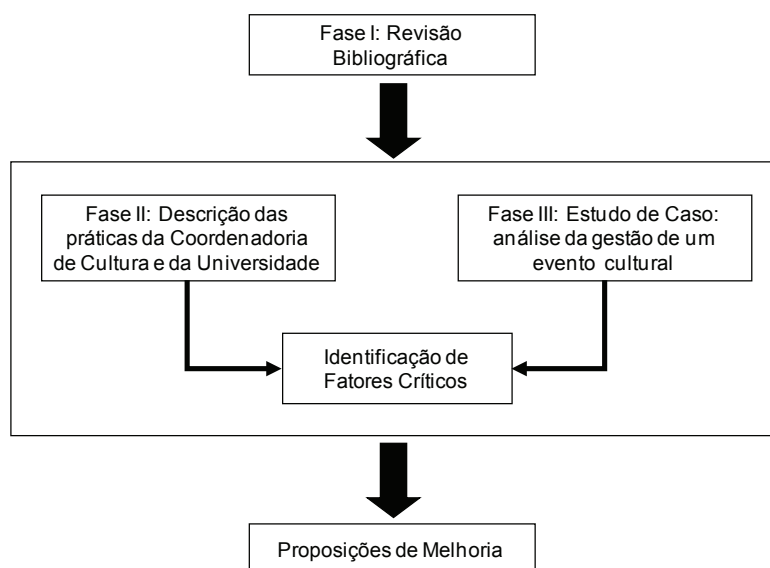 Fase I: Revisão
Bibliográfica
Fase II: Descrição das
práticas da Coordenadoria
de Cultura e da Universidade
Fase III: Estudo de Caso:
análise da gestão de um
evento cultural
Identificação de
Fatores Críticos
Proposições de Melhoria